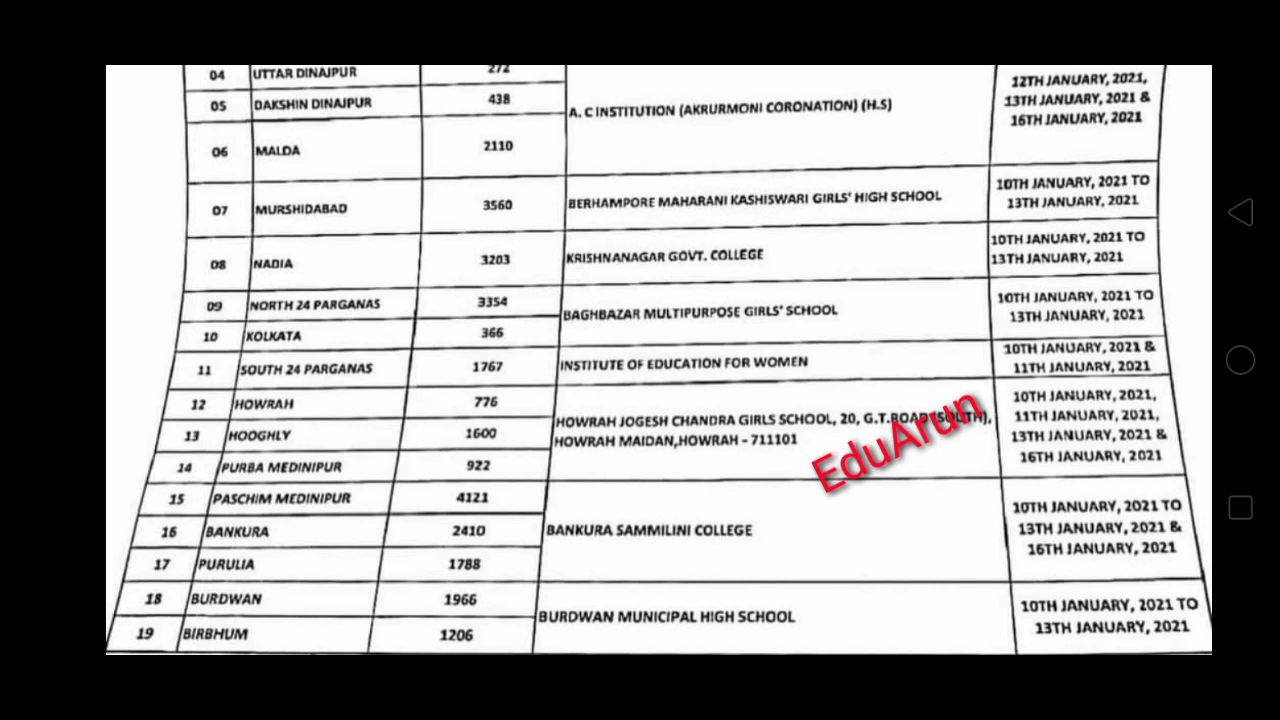 04 UTTAR DINAJPUR 272
05 DAKSHIN DINAJPUR 438
06 MALDA 2110
A. C INSTITUTION (AKRURMONI CORONATION) (H.S)
12TH JANUARY, 2021,
13TH JANUARY, 2021 &
16TH JANUARY, 2021
07 MURSHIDABAD 3560 BERHAMPORE MAHARANI KASHISWARI GIRLS' HIGH SCHOOL
10TH JANUARY, 2021 TO
13TH JANUARY, 2021
08 NADIA 3203 KRISHNANAGAR GOVT. COLLEGE
10TH JANUARY, 2021 TO
13TH JANUARY, 2021
09 NORTH 24 PARGANAS 3354
10 KOLKATA 366
BAGHBAZAR MULTIPURPOSE GIRLS' SCHOOL
10TH JANUARY, 2021 TO
13TH JANUARY, 2021
11 SOUTH 24 PARGANAS 1767 INSTITUTE OF EDUCATION FOR WOMEN
10TH JANUARY, 2021 &
11TH JANUARY, 2021
12 HOWRAH 776
13 HOOGHLY 1600
14 PURBA MEDINIPUR 922
HOWRAH JOGESH CHANDRA GIRLS SCHOOL, 20, G.T.ROAD (SOUTH),
HOWRAH MAIDAN,HOWRAH - 711101
10TH JANUARY, 2021,
11TH JANUARY, 2021,
13TH JANUARY, 2021 &
16TH JANUARY, 2021
EduArun
15 PASCHIM MEDINIPUR 4121
16 BANKURA 2410
17 PURULIA 1788
BANKURA SAMMILINI COLLEGE
10TH JANUARY, 2021 TO
13TH JANUARY, 2021 &
16TH JANUARY, 2021
18 BURDWAN 1966
19 BIRBHUM 1206
BURDWAN MUNICIPAL HIGH SCHOOL
10TH JANUARY, 2021 TO
13TH JANUARY, 2021